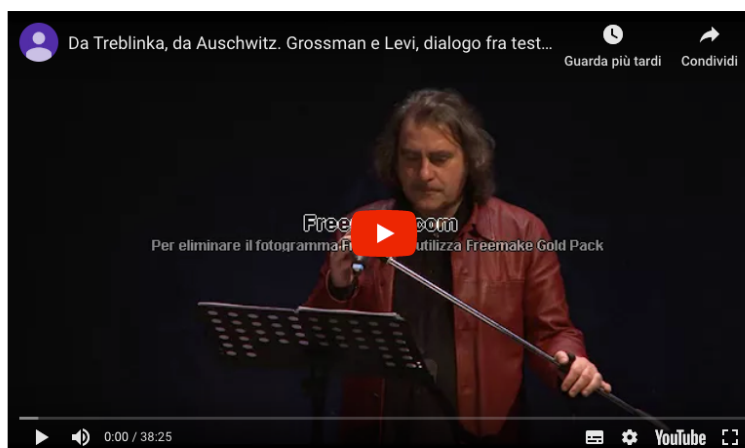 Da Treblinka, da Auschwitz. Grossman e Levi, dialogo fra test...
Guarda più tardi
Condividi
Per eliminare il fotogramma utilizza Freemake Gold Pack
0:00 / 38:25
YouTube